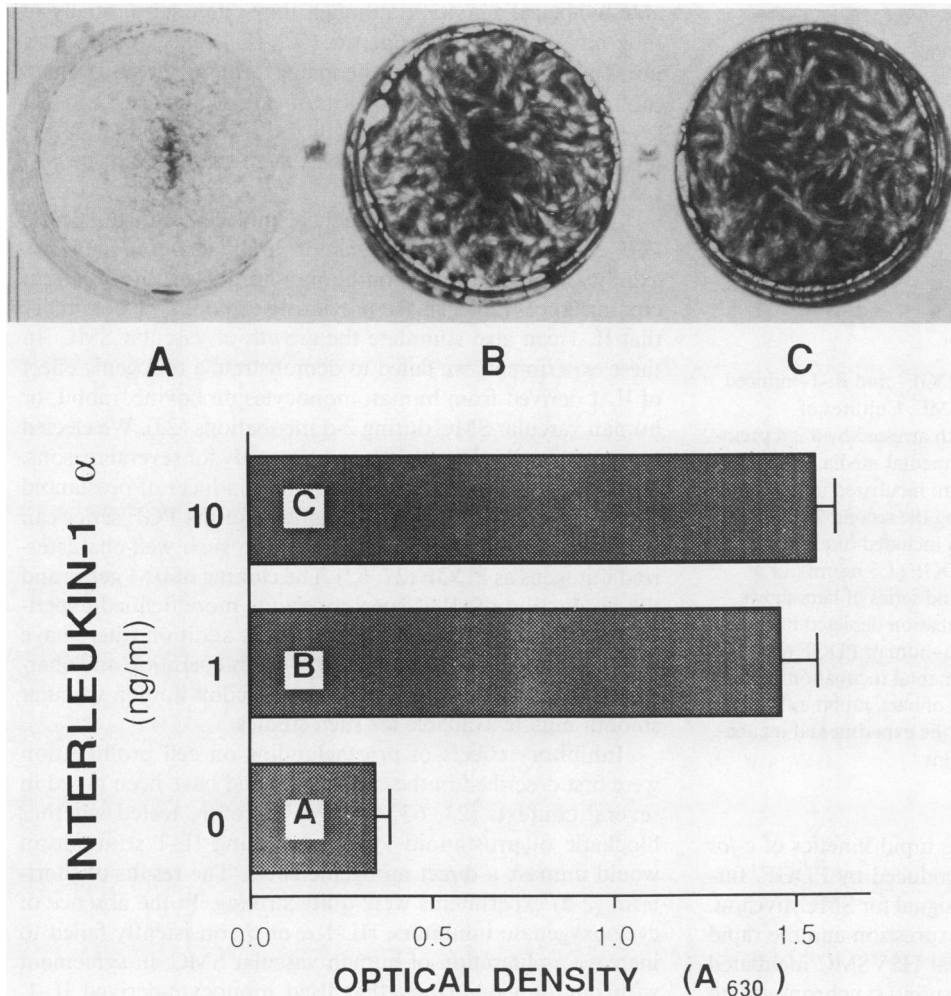 A B C
INTERLEUKIN-1 α
(ng/ml)
10 C
1 B
0 A
0.0 0.5 1.0 1.5
OPTICAL DENSITY (A630)